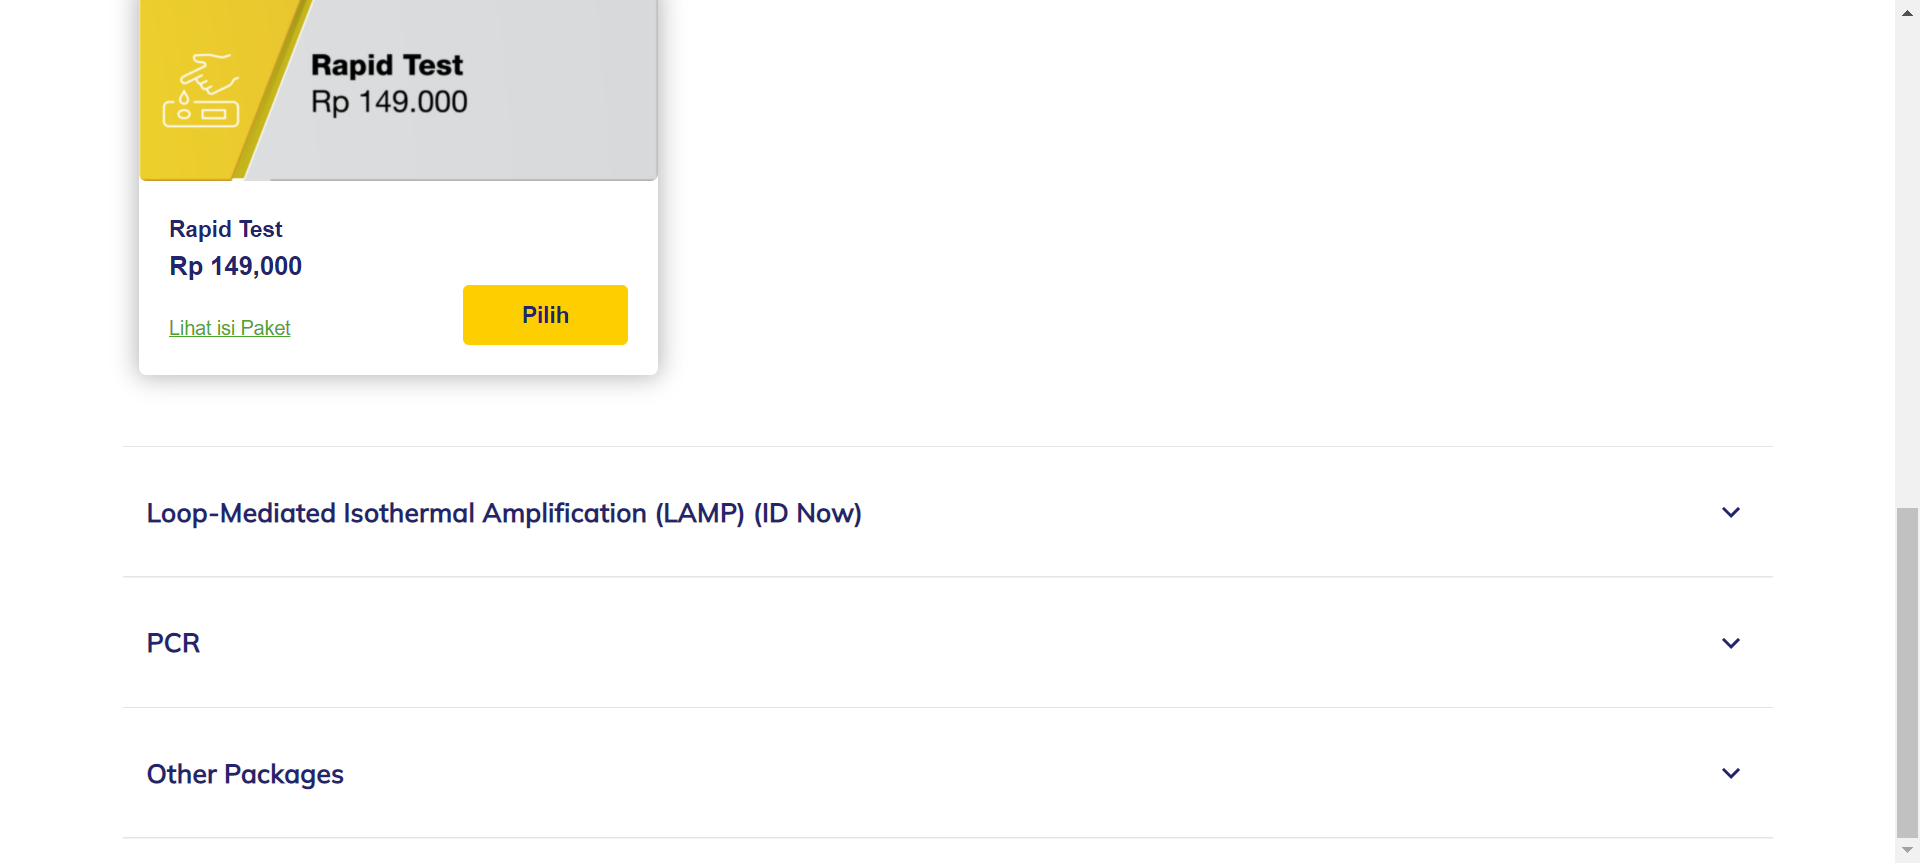 Rapid Test
Rp 149.000
Rapid Test
Rp 149,000
Lihat isi Paket
Pilih
Loop-Mediated Isothermal Amplification (LAMP) (ID Now)
PCR
Other Packages